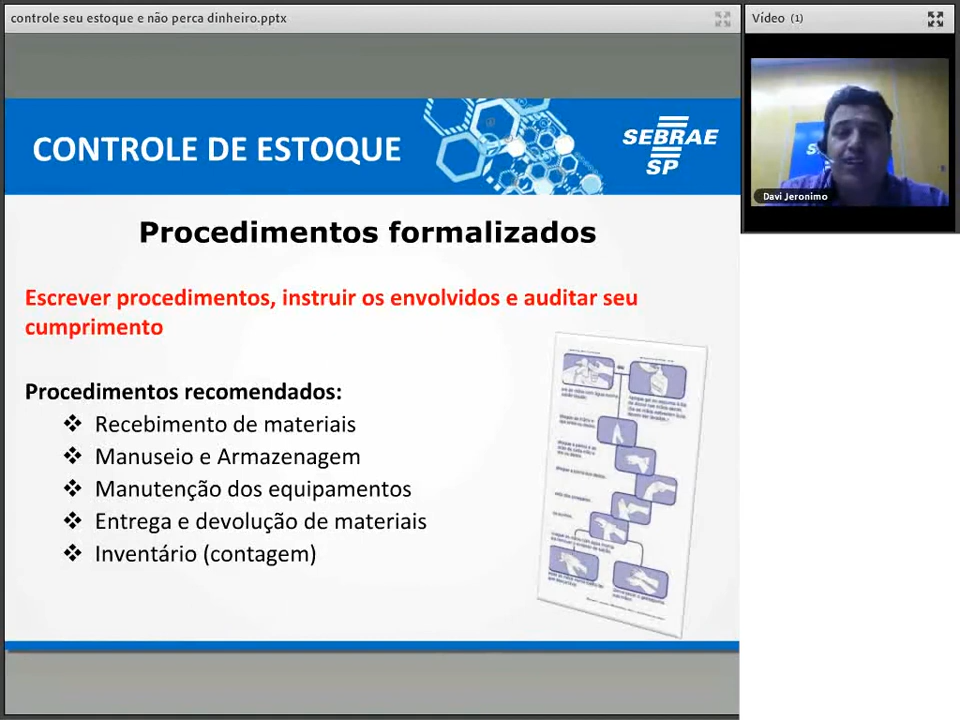 controle seu estoque e não perca dinheiro.pptx
Vídeo (1)
CONTROLE DE ESTOQUE
SEBRAE
SP
Davi Jeronimo
Procedimentos formalizados
Escrever procedimentos, instruir os envolvidos e auditar seu
cumprimento
Procedimentos recomendados:
❖ Recebimento de materiais
❖ Manuseio e Armazenagem
❖ Manutenção dos equipamentos
❖ Entrega e devolução de materiais
❖ Inventário (contagem)